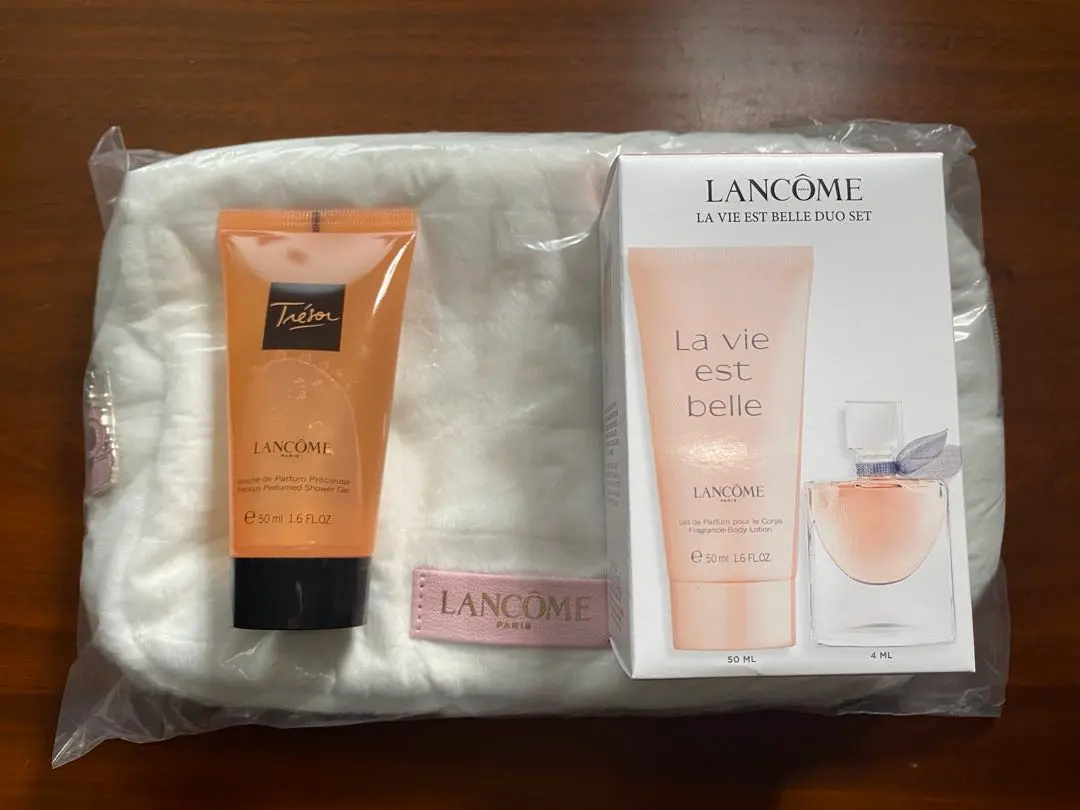 Trésor
LANCÔME
PARIS
de Parfum Précieuse
Perfumed Shower Gel
e 50 ml 1.6 FL.OZ.
LANCÔME
PARIS
LANCÔME
PARIS
LA VIE EST BELLE DUO SET
La vie
est
belle
LANCÔME
PARIS
Lait de Parfum pour le Corps
Fragrance-Body Lotion
e 50 ml 1.6 FL.OZ.
50 ML
4 ML